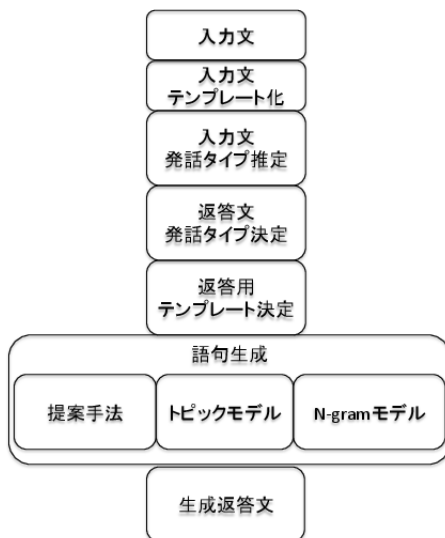 入力文
入力文
テンプレート化
入力文
発話タイプ推定
返答文
発話タイプ決定
返答用
テンプレート決定
語句生成
提案手法
トピックモデル
N-gramモデル
生成返答文